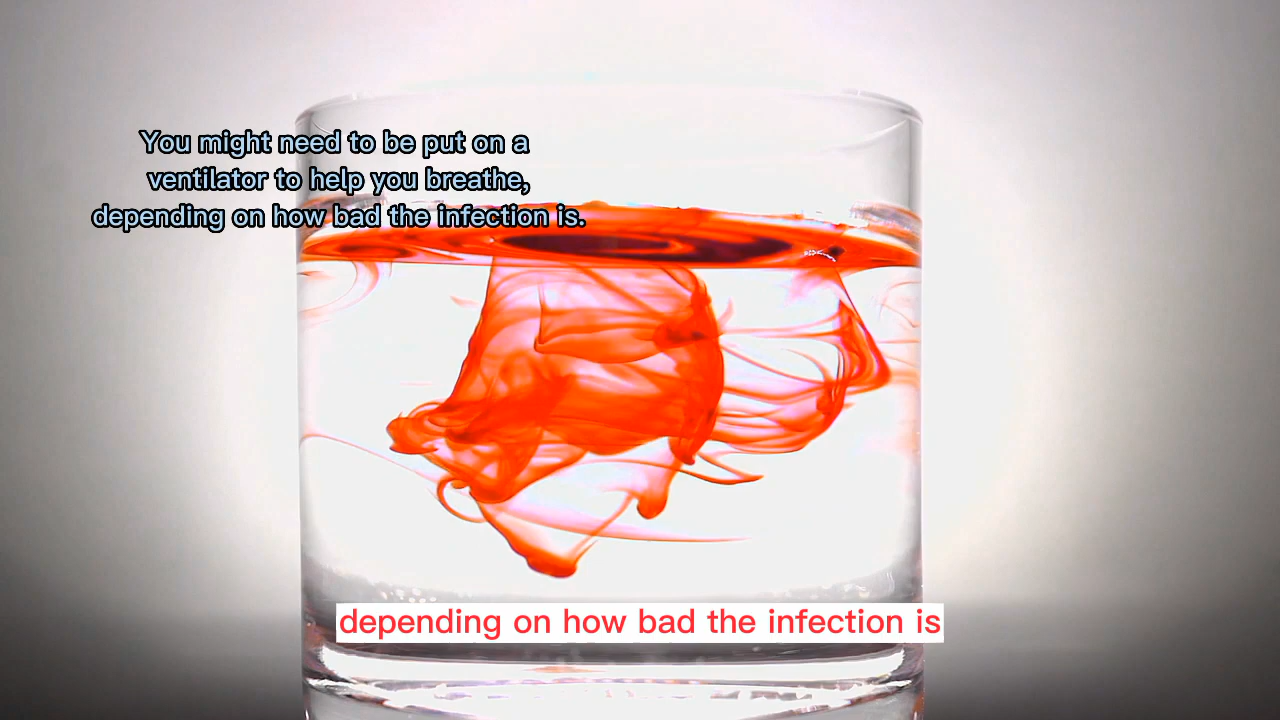 You might need to be put on a
ventilator to help you breathe,
depending on how bad the infection is.
depending on how bad the infection is